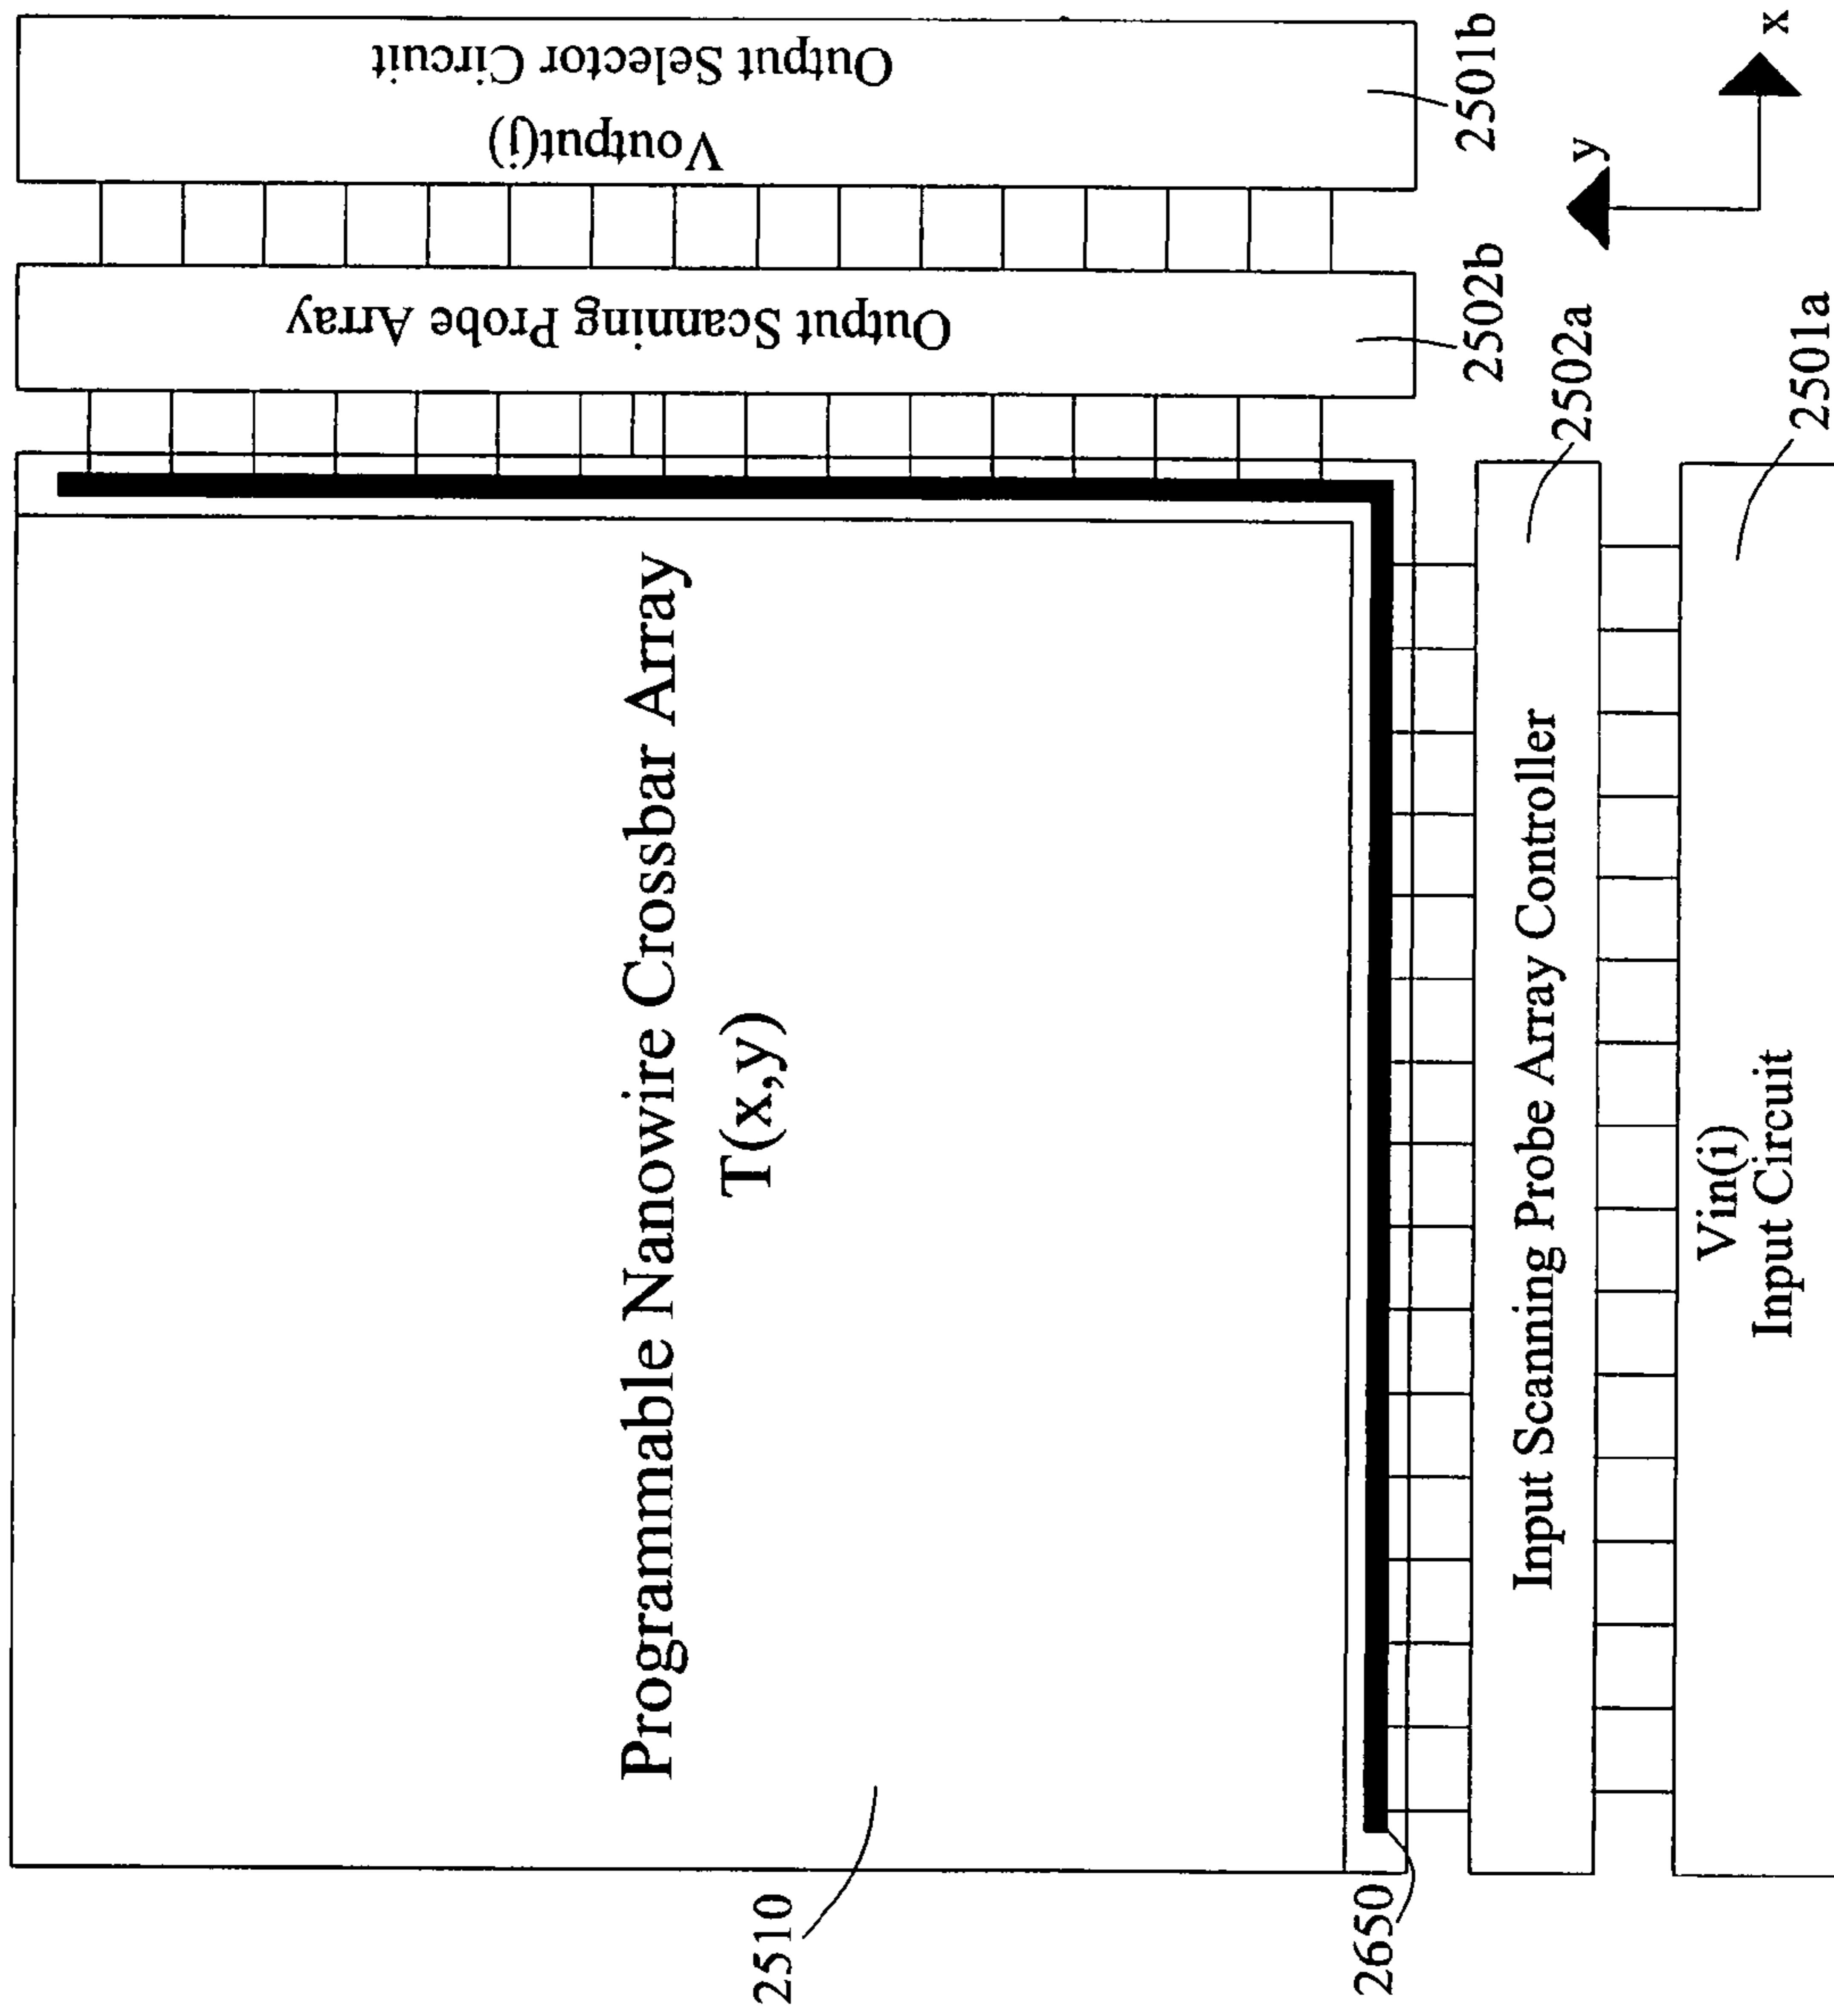 Programmable Nanowire Crossbar Array
T(x,y)
2510
2650
Output Scanning Probe Array
2502b
Voutput(j)
Output Selector Circuit
2501b
Input Scanning Probe Array Controller
2502a
Vin(i)
Input Circuit
2501a
y
x